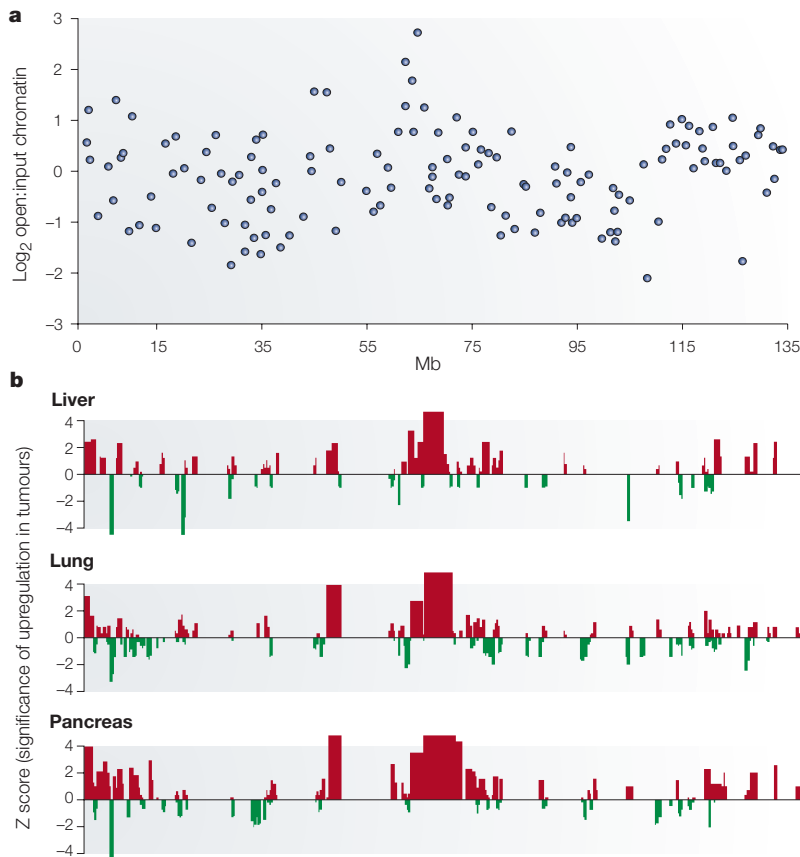 a
3
2
1
0
–1
–2
–3
Log2 open:input chromatin
0 15 35 55 75 95 115 135
Mb
b
Z score (significance of upregulation in tumours)
Liver
4
2
0
–2
–4
Lung
4
2
0
–2
–4
Pancreas
4
2
0
–2
–4